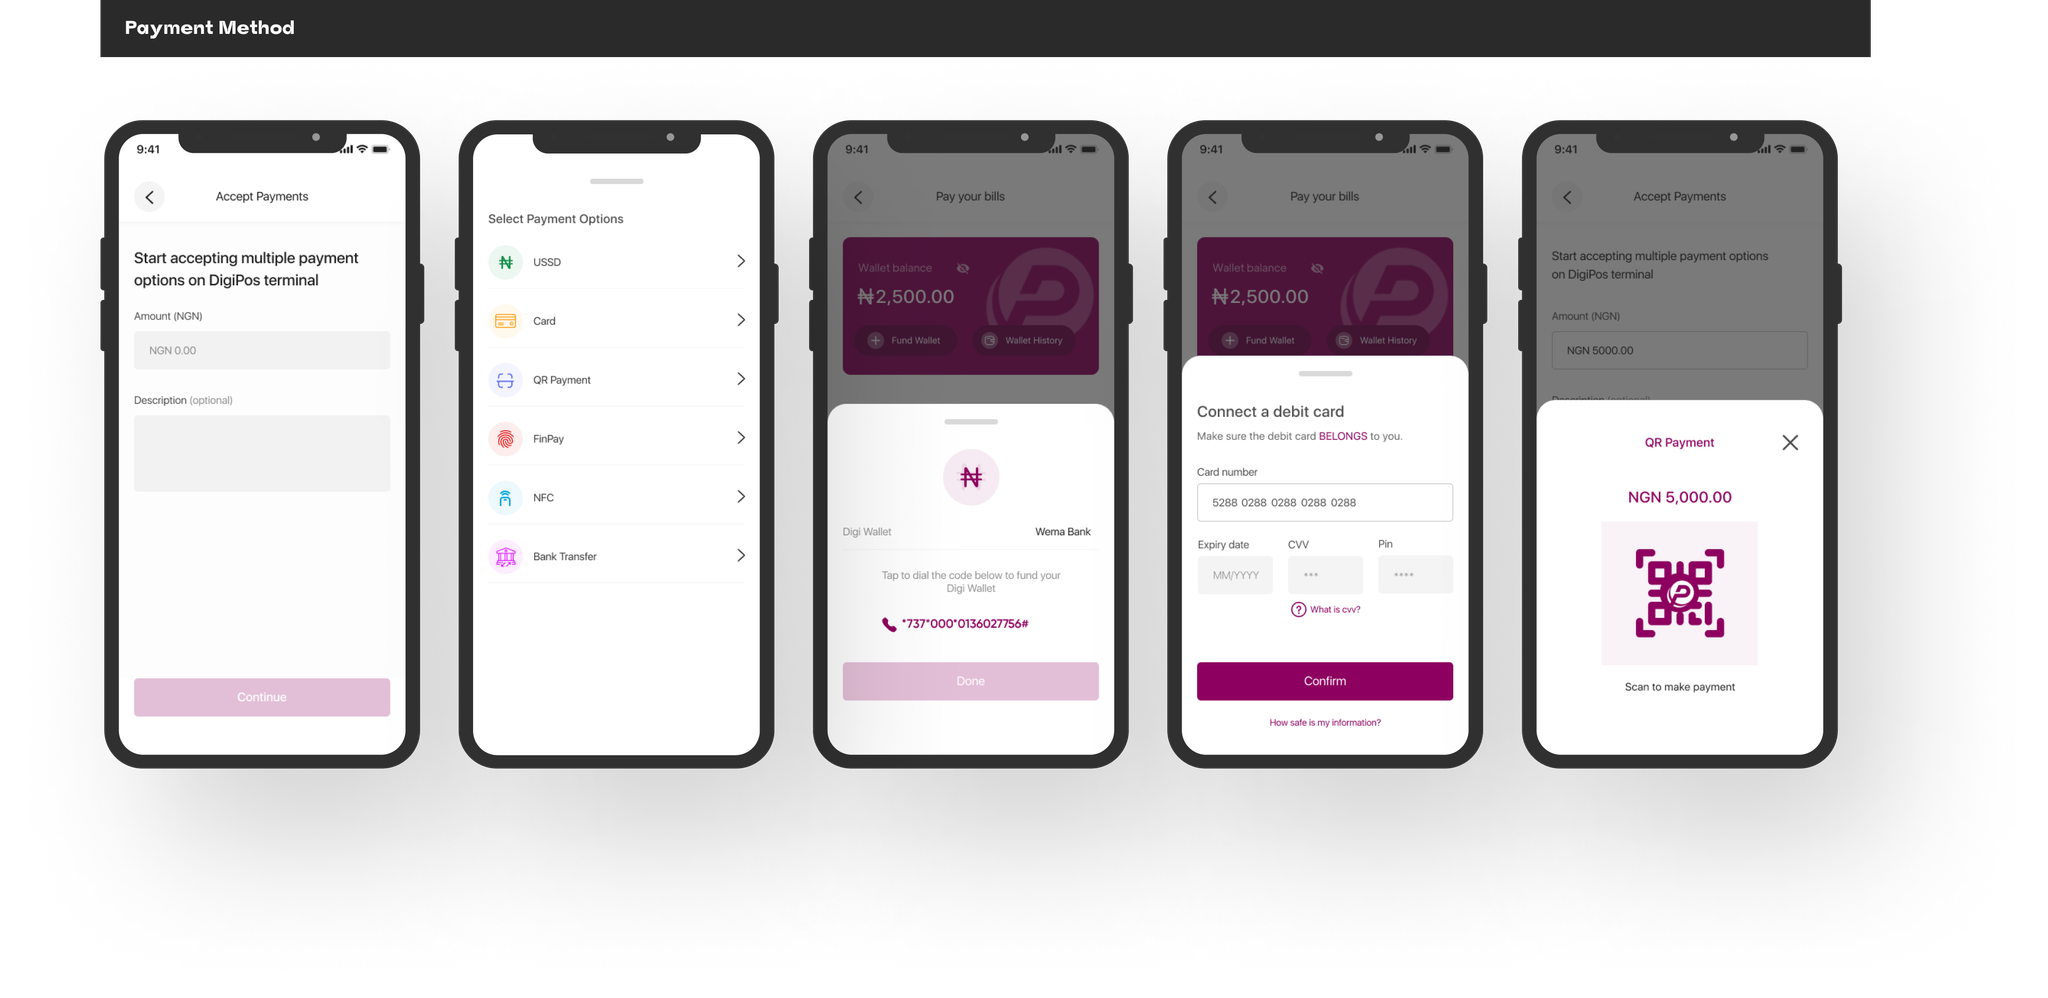 Payment Method
9:41
Accept Payments
Start accepting multiple payment
options on DigiPos terminal
Amount (NGN)
NGN 0.00
Description (optional)
Continue
Select Payment Options
USSD
Card
QR Payment
FinPay
NFC
Bank Transfer
9:41
Pay your bills
Wallet balance
₦2,500.00
Fund Wallet
Wallet History
₦
Digi Wallet
Wema Bank
Tap to dial the code below to fund your
Digi Wallet
*737*000*0136027756#
Done
9:41
Pay your bills
Wallet balance
₦2,500.00
Fund Wallet
Wallet History
Connect a debit card
Make sure the debit card BELONGS to you.
Card number
5288 0288 0288 0288 0288
Expiry date
CVV
Pin
MM/YYYY
***
****
What is cvv?
Confirm
How safe is my information?
9:41
Accept Payments
Start accepting multiple payment options
on DigiPos terminal
Amount (NGN)
NGN 5000.00
Description (optional)
QR Payment
NGN 5,000.00
Scan to make payment